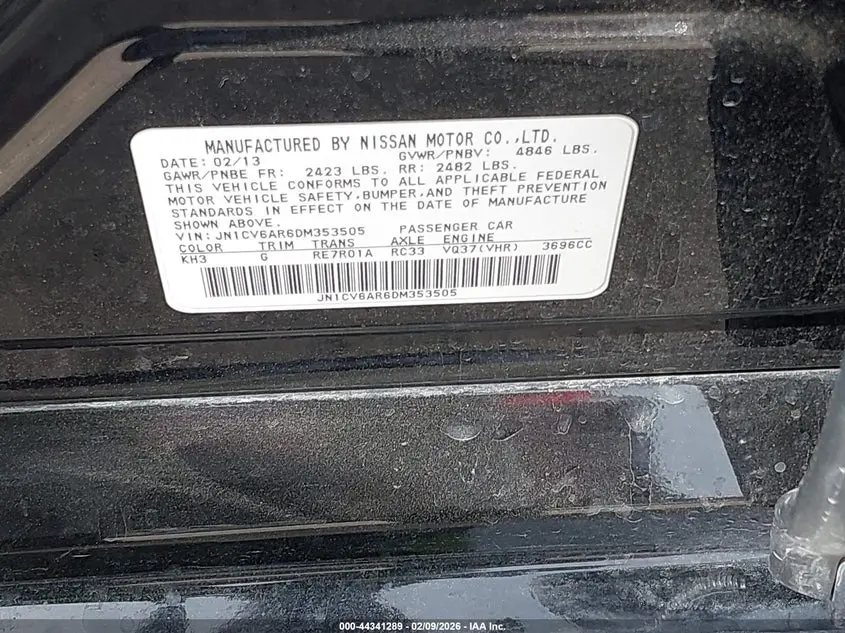 MANUFACTURED BY NISSAN MOTOR CO.,LTD.
DATE: 02/13 GVWR/PNBV: 4846 LBS.
GAWR/PNBE FR: 2423 LBS. RR: 2482 LBS.
THIS VEHICLE CONFORMS TO ALL APPLICABLE FEDERAL
MOTOR VEHICLE SAFETY,BUMPER,AND THEFT PREVENTION
STANDARDS IN EFFECT ON THE DATE OF MANUFACTURE
SHOWN ABOVE.
VIN: JN1CV6AR6DM353505 PASSENGER CAR
COLOR TRIM TRANS AXLE ENGINE
KH3 G RE7R01A RC33 VQ37(VHR) 3696CC
JN1CV6AR6DM353505
000-44341289 - 02/09/2026 - IAA Inc.